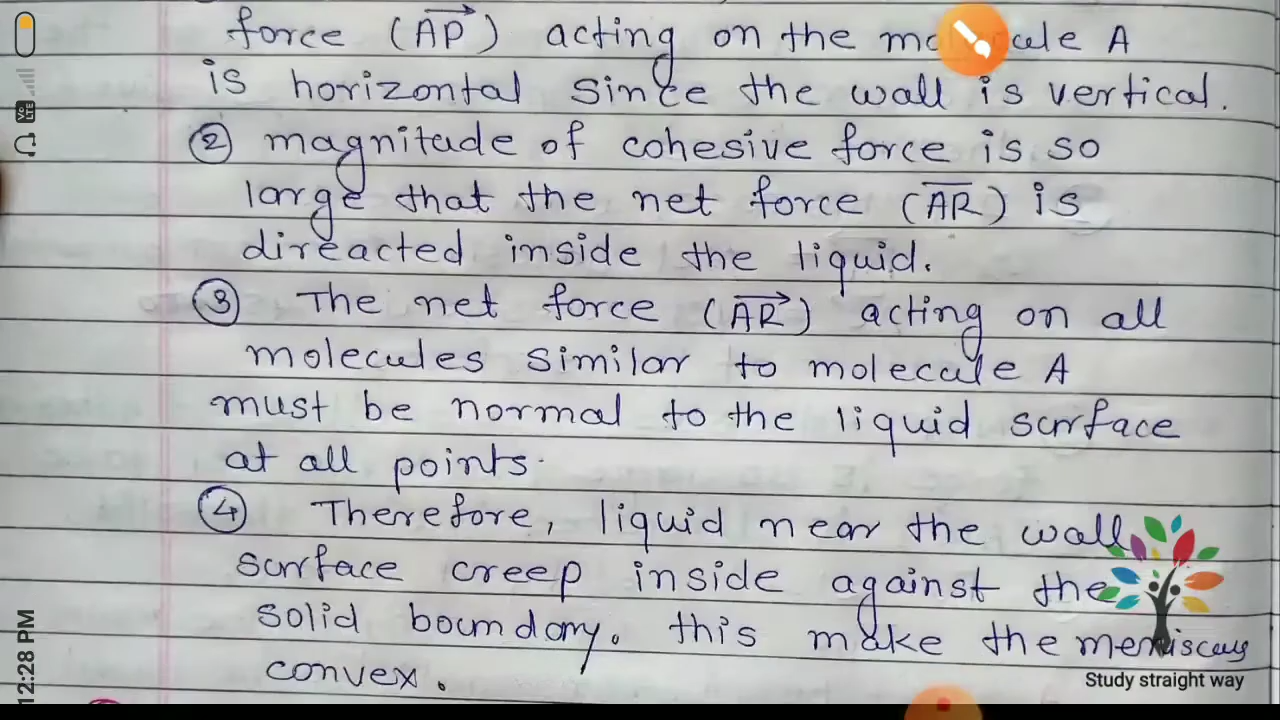 force (AP) acting on the molecule A
is horizontal since the wall is vertical.
② magnitude of cohesive force is so
large that the net force (AR) is
direacted inside the liquid.
③ The net force (AR) acting on all
molecules similar to molecule A
must be normal to the liquid surface
at all points.
④ Therefore, liquid near the wall
surface creep inside against the
solid boundary. this make the meniscus
convex.
Study straight way
12:28 PM